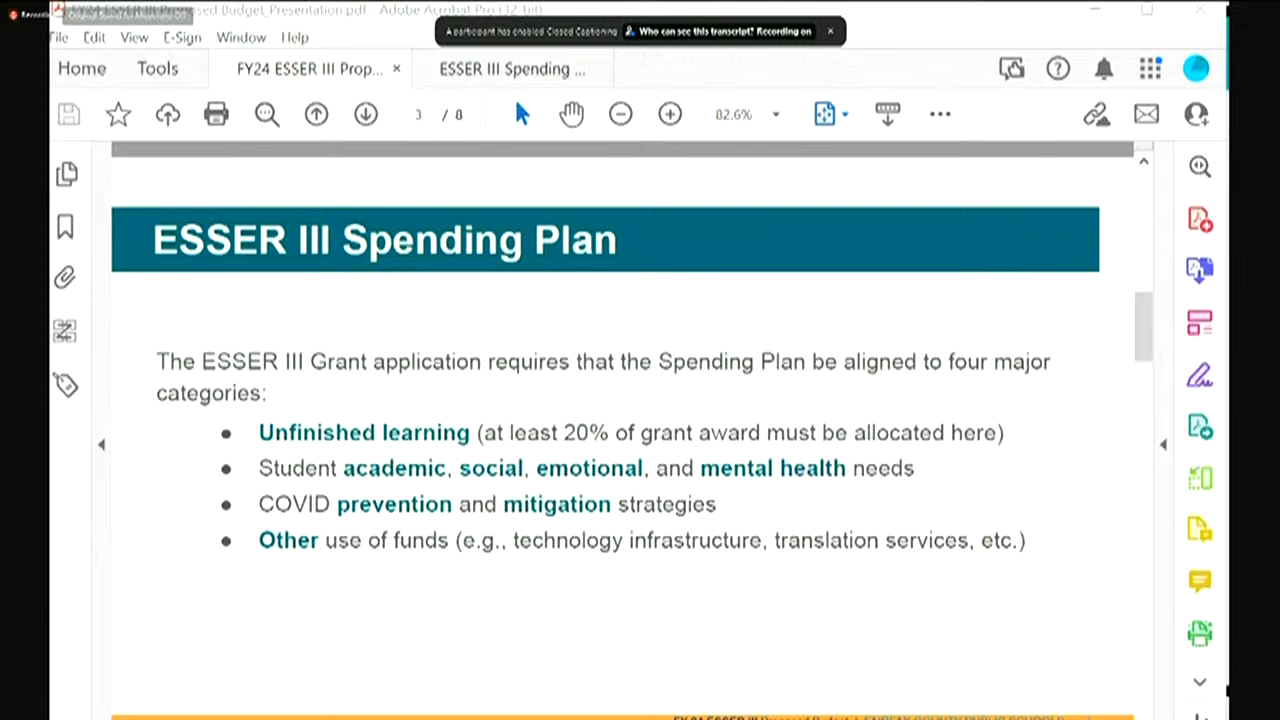 Budget_Presentation.pdf - Adobe Acrobat Pro (32-bit)
A participant has enabled Closed Captioning Who can see this transcript? Recording on ×
File Edit View E-Sign Window Help
Home Tools FY24 ESSER III Prop... × ESSER III Spending ...
3 / 8 82.6%
ESSER III Spending Plan
The ESSER III Grant application requires that the Spending Plan be aligned to four major
categories:
● Unfinished learning (at least 20% of grant award must be allocated here)
● Student academic, social, emotional, and mental health needs
● COVID prevention and mitigation strategies
● Other use of funds (e.g., technology infrastructure, translation services, etc.)